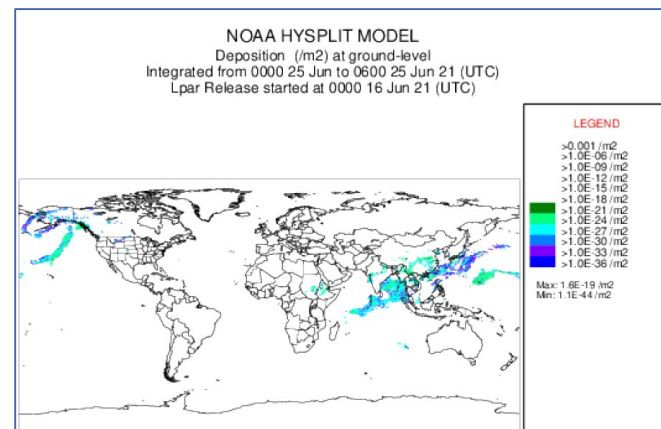 NOAA HYSPLIT MODEL
Deposition (/m2) at ground-level
Integrated from 0000 25 Jun to 0600 25 Jun 21 (UTC)
Lpar Release started at 0000 16 Jun 21 (UTC)
LEGEND
>0.001 /m2
>1.0E-06 /m2
>1.0E-09 /m2
>1.0E-12 /m2
>1.0E-15 /m2
>1.0E-18 /m2
>1.0E-21 /m2
>1.0E-24 /m2
>1.0E-27 /m2
>1.0E-30 /m2
>1.0E-33 /m2
>1.0E-36 /m2
Max: 1.6E-19 /m2
Min: 1.1E-44 /m2